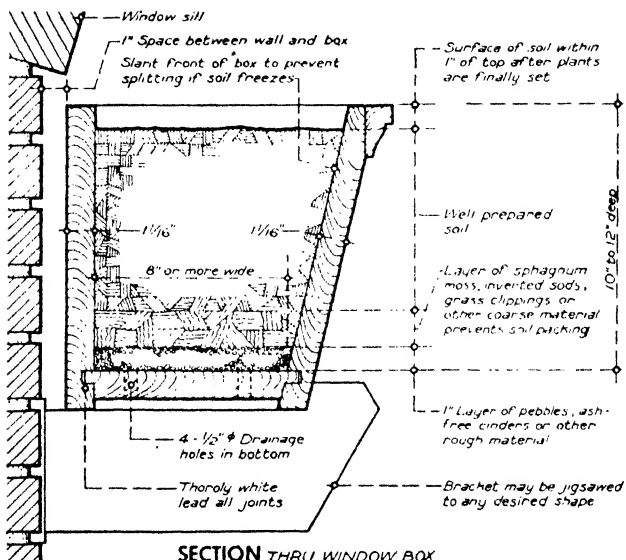 Window sill
1" Space between wall and box
Slant front of box to prevent
splitting if soil freezes
Surface of soil within
1" of top after plants
are finally set
1 1/16"
1 1/16"
8" or more wide
Well prepared
soil
10" to 12" deep
Layer of sphagnum
moss, inverted sods,
grass clippings or
other coarse material
prevents soil packing
4 - 1/2" ϕ Drainage
holes in bottom
1" Layer of pebbles, ash-
free cinders or other
rough material
Thoroly white
lead all joints
Bracket may be jigsawed
to any desired shape
SECTION THRU WINDOW BOX